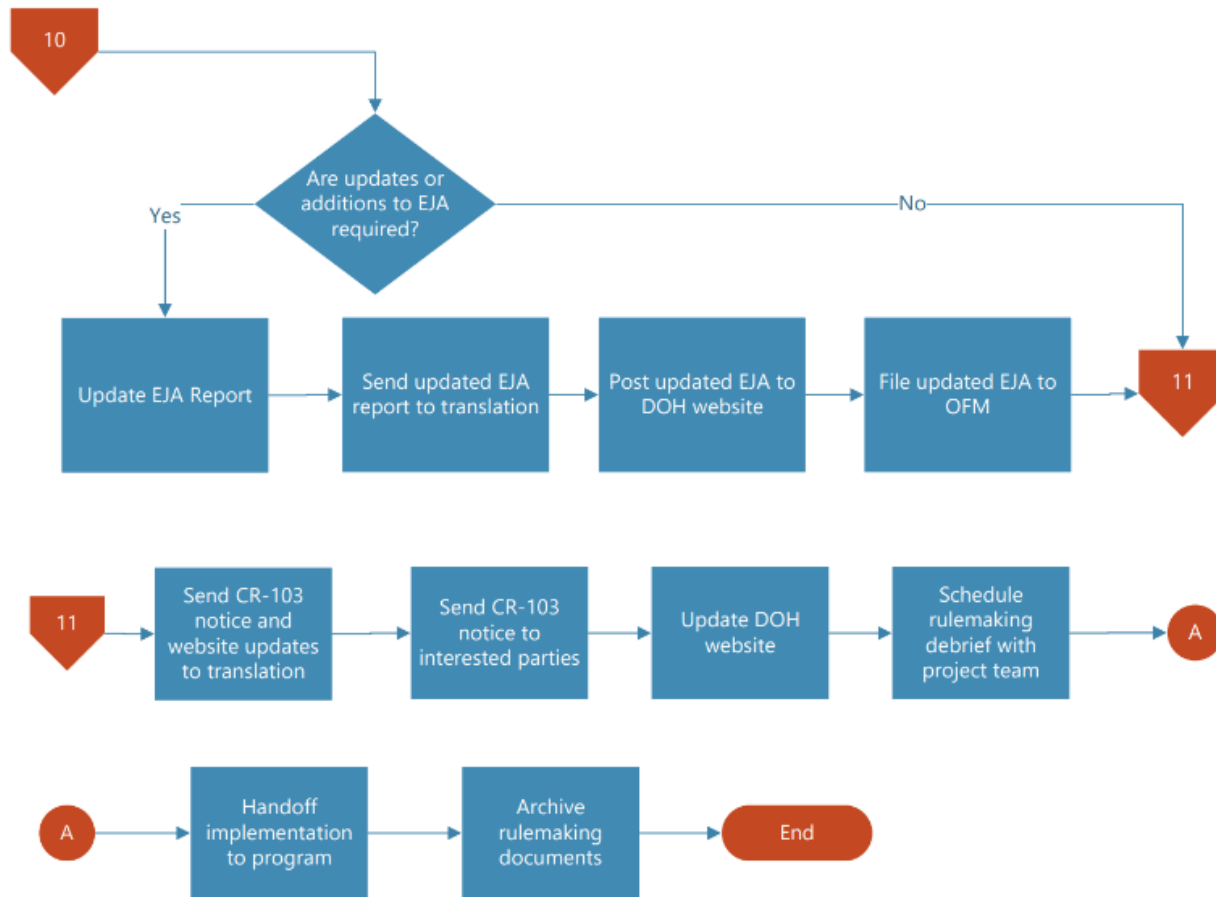 10
Are updates or
additions to EJA
required?
Yes
No
Update EJA Report
Send updated EJA
report to translation
Post updated EJA to
DOH website
File updated EJA to
OFM
11
11
Send CR-103
notice and
website updates
to translation
Send CR-103
notice to
interested parties
Update DOH
website
Schedule
rulemaking
debrief with
project team
A
A
Handoff
implementation
to program
Archive
rulemaking
documents
End